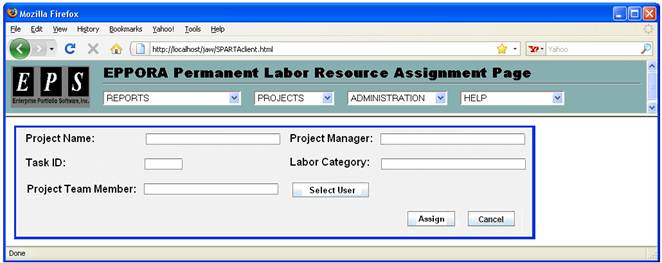 Mozilla Firefox
File Edit View History Bookmarks Yahoo! Tools Help
http://localhost/jaw/SPARTAclient.html
Yahoo
EPS
Enterprise Portfolio Software, Inc.
EPPORA Permanent Labor Resource Assignment Page
REPORTS PROJECTS ADMINISTRATION HELP
Project Name: Project Manager:
Task ID: Labor Category:
Project Team Member: Select User
Assign Cancel
Done